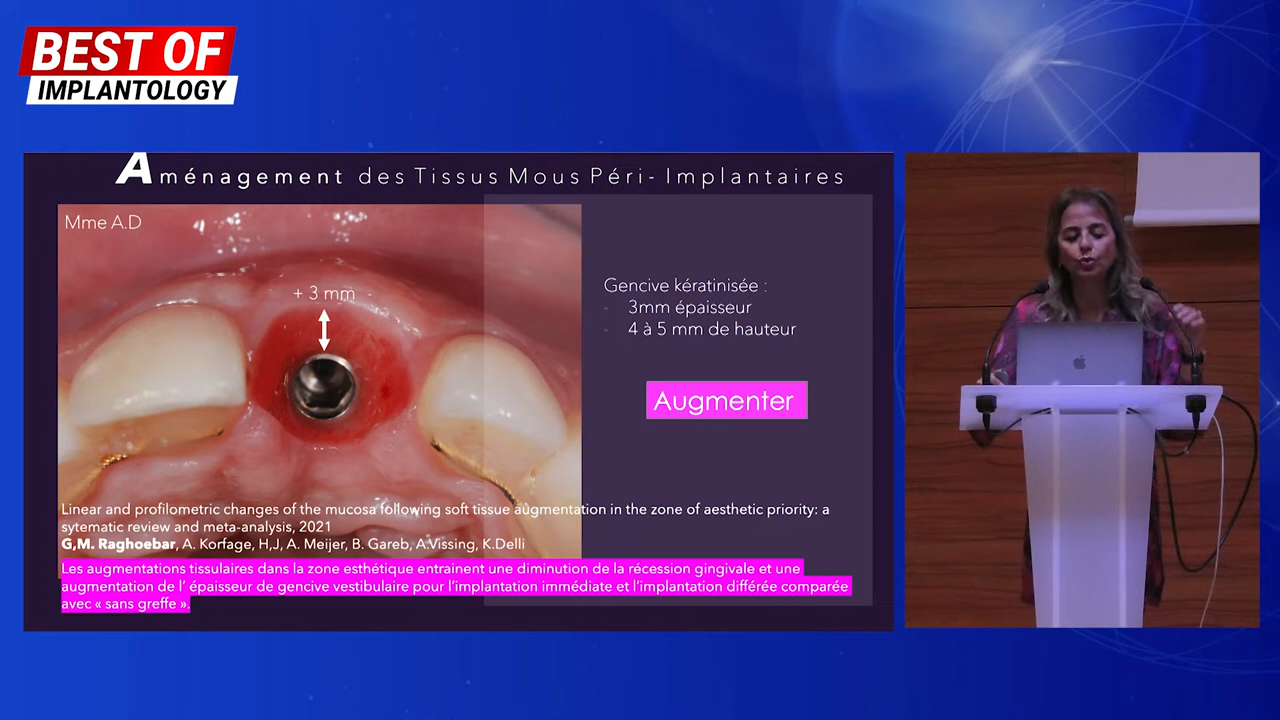 BEST OF
IMPLANTOLOGY
Aménagement des Tissus Mous Péri- Implantaires
Mme A.D
+ 3 mm
Gencive kératinisée :
- 3mm épaisseur
- 4 à 5 mm de hauteur
Augmenter
Linear and profilometric changes of the mucosa following soft tissue augmentation in the zone of aesthetic priority: a
sytematic review and meta-analysis, 2021
G,M. Raghoebar, A. Korfage, H,J, A. Meijer, B. Gareb, A.Vissing, K.Delli
Les augmentations tissulaires dans la zone esthétique entrainent une diminution de la récession gingivale et une
augmentation de l' épaisseur de gencive vestibulaire pour l'implantation immédiate et l'implantation différée comparée
avec « sans greffe ».